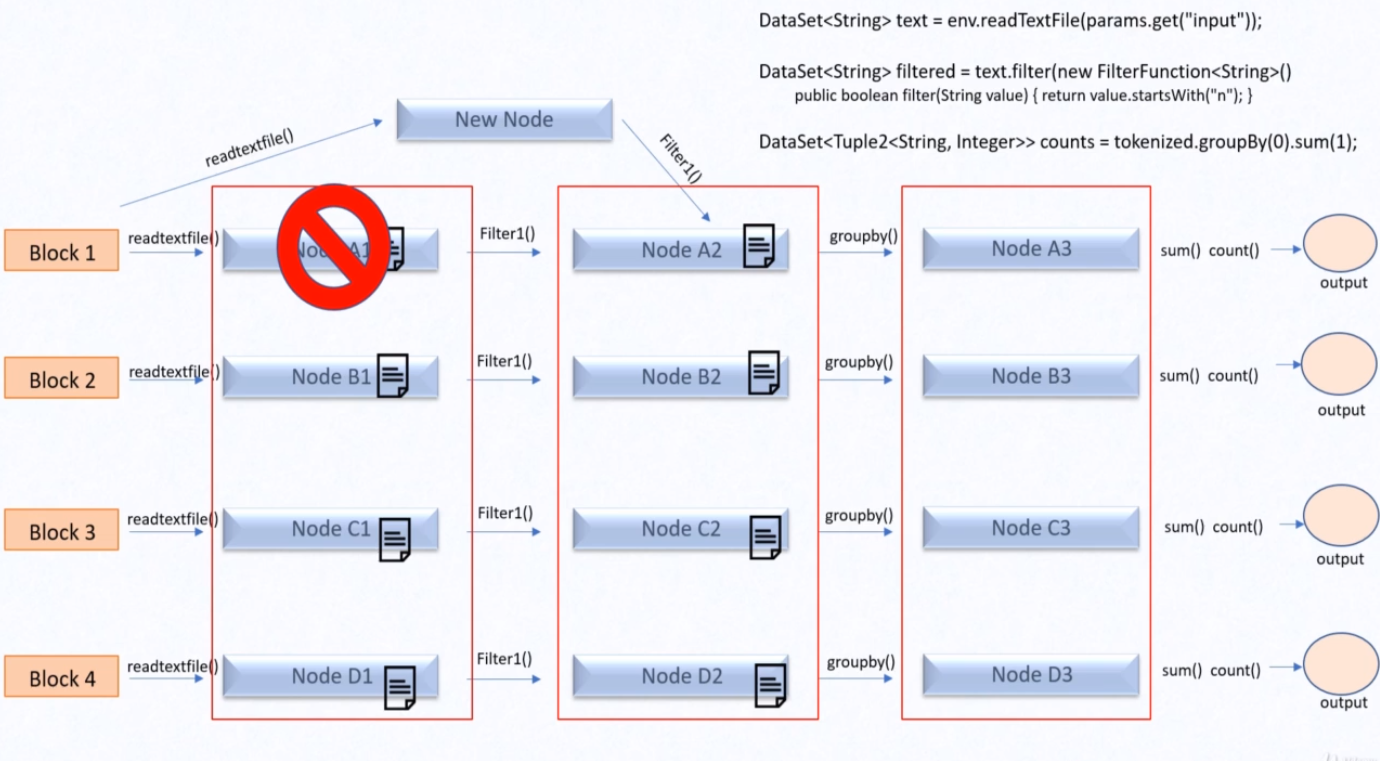 DataSet<String> text = env.readTextFile(params.get("input"));
DataSet<String> filtered = text.filter(new FilterFunction<String>()
public boolean filter(String value) { return value.startsWith("n"); }
DataSet<Tuple2<String, Integer>> counts = tokenized.groupBy(0).sum(1);
New Node
readtextfile()
Filter1()
Block 1
readtextfile()
Node A1
Filter1()
Node A2
groupby()
Node A3
sum() count()
output
Block 2
readtextfile()
Node B1
Filter1()
Node B2
groupby()
Node B3
sum() count()
output
Block 3
readtextfile()
Node C1
Filter1()
Node C2
groupby()
Node C3
sum() count()
output
Block 4
readtextfile()
Node D1
Filter1()
Node D2
groupby()
Node D3
sum() count()
output